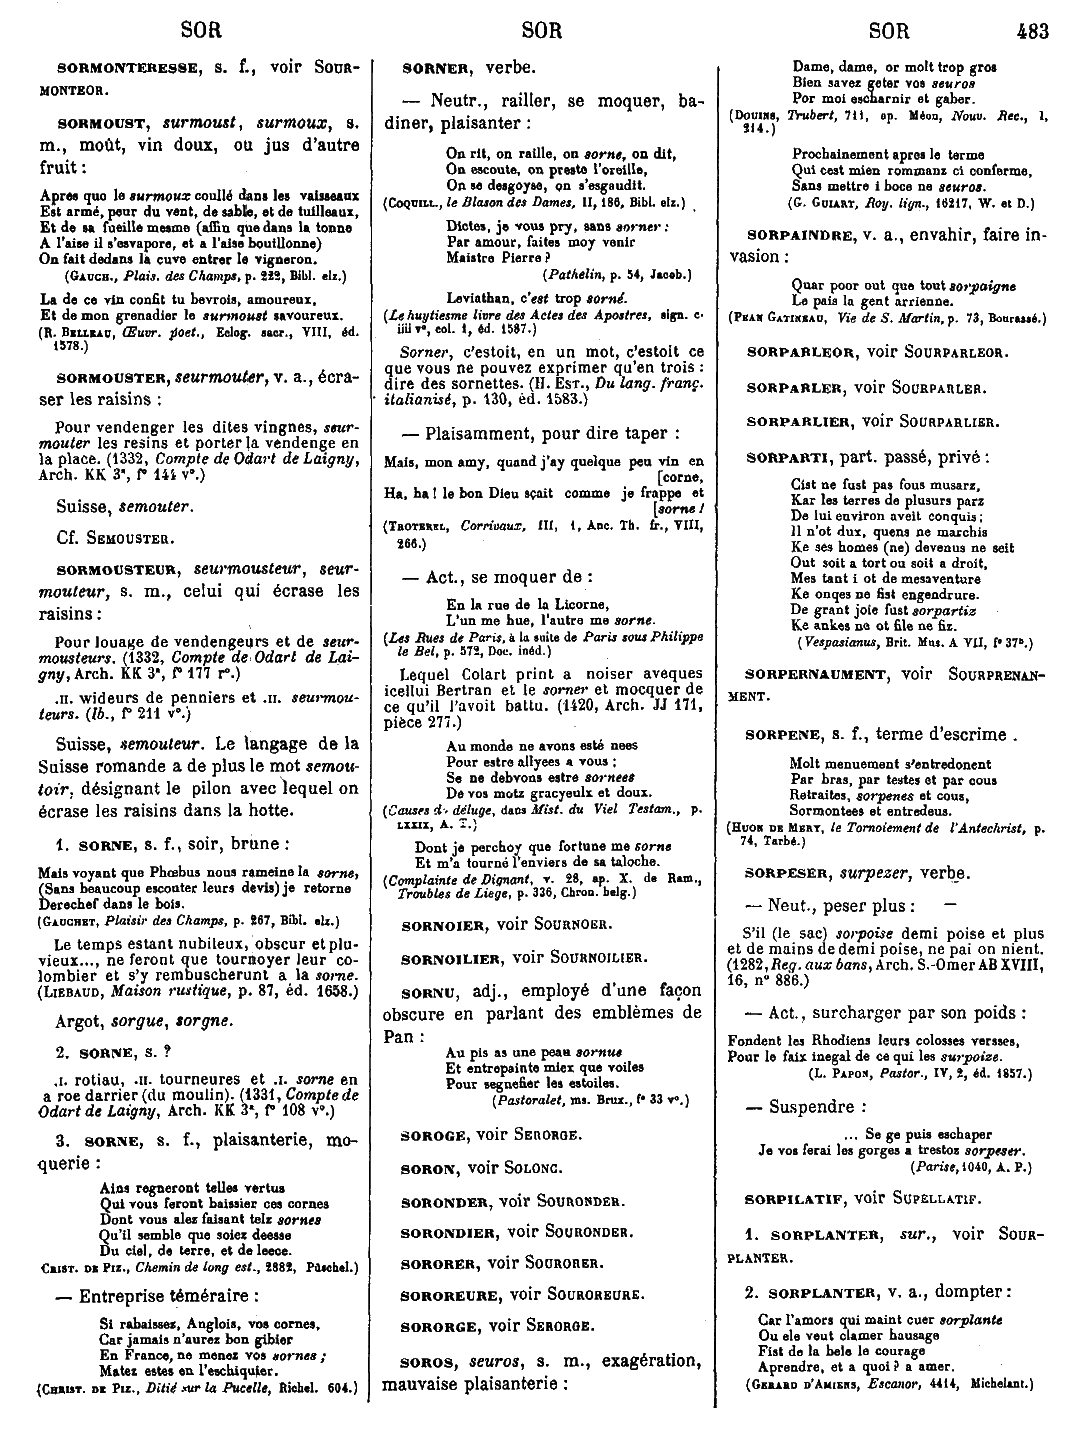 SOR
SOR
SOR
483
SORMONTERESSE, s. f., voir SOUR-
MONTEOR.
SORMOUST, surmoust, surmoux, s.
m., moût, vin doux, ou jus d'autre
fruit :
Apres quo le surmoux coullé dans les vaisseaux
Est armé, pour du vent, de sable, et de tuilleaux,
Et de sa fueille mesme (affin que dans la tonne
A l'aise il s'esvapore, et a l'aise bouillonne)
On fait dedans la cuve entrer le vigneron.
(GAUCH., Plais. des Champs, p. 222, Bibl. elz.)
La de ce vin confit tu bevrois, amoureux,
Et de mon grenadier le surmoust savoureux.
(R. BELLEAU, Œuvr. poet., Eclog. sacr., VIII, éd.
1578.)
SORMOUSTER, seurmouter, v. a., écra-
ser les raisins :
Pour vendenger les dites vingnes, seur-
mouter les resins et porter la vendenge en
la place. (1332, Compte de Odart de Laigny,
Arch. KK 3ª, fº 144 vº.)
Suisse, semouter.
Cf. SEMOUSTER.
SORMOUSTEUR, seurmousteur, seur-
mouteur, s. m., celui qui écrase les
raisins :
Pour louage de vendengeurs et de seur-
mousteurs. (1332, Compte de Odart de Lai-
gny, Arch. KK 3ª, fº 177 rº.)
.II. wideurs de penniers et .II. seurmou-
teurs. (Ib., fº 211 vº.)
Suisse, semouteur. Le langage de la
Suisse romande a de plus le mot semou-
toir, désignant le pilon avec lequel on
écrase les raisins dans la hotte.
1. SORNE, s. f., soir, brune :
Mais voyant que Phœbus nous rameine la sorne,
(Sans beaucoup escouter leurs devis) je retorne
Derechef dans le bois.
(GAUCHET, Plaisir des Champs, p. 267, Bibl. elz.)
Le temps estant nubileux, obscur et plu-
vieux..., ne feront que tournoyer leur co-
lombier et s'y rembuscherunt a la sorne.
(LIEBAUD, Maison rustique, p. 87, éd. 1658.)
Argot, sorgue, sorgne.
2. SORNE, s. ?
.I. rotiau, .II. tourneures et .I. sorne en
a roe darrier (du moulin). (1331, Compte de
Odart de Laigny, Arch. KK 3ª, fº 108 vº.)
3. SORNE, s. f., plaisanterie, mo-
querie :
Ains regneront telles vertus
Qui vous feront baissier ces cornes
Dont vous alez faisant telz sornes
Qu'il semble que soiez deesse
Du ciel, de terre, et de leece.
CRIST. DE PIZ., Chemin de long est., 2882, Püschel.)
— Entreprise téméraire :
Si rabaissez, Anglois, vos cornes,
Car jamais n'aurez bon gibier
En France, ne menez vos sornes ;
Matez estes en l'eschiquier.
(CHRIST. DE PIZ., Ditié sur la Pucelle, Richel. 604.)
SORNER, verbe.
— Neutr., railler, se moquer, ba-
diner, plaisanter :
On rit, on raille, on sorne, on dit,
On escoute, on preste l'oreille,
On se desgoyse, on s'esgaudit.
(COQUILL., le Blason des Dames, II, 186, Bibl. elz.)
Dictes, je vous pry, sans sorner :
Par amour, faites moy venir
Maistre Pierre ?
(Pathelin, p. 54, Jacob.)
Leviathan, c'est trop sorné.
(Le huytiesme livre des Actes des Apostres, sign. c.
iiii vº, col. 1, éd. 1587.)
Sorner, c'estoit, en un mot, c'estoit ce
que vous ne pouvez exprimer qu'en trois :
dire des sornettes. (H. EST., Du lang. franç.
italianisé, p. 130, éd. 1583.)
— Plaisamment, pour dire taper :
Mais, mon amy, quand j'ay quelque peu vin en
[corne,
Ha, ha ! le bon Dieu sçait comme je frappe et
[sorne !
(TROTEREL, Corrivaux, III, 1, Anc. Th. fr., VIII,
266.)
— Act., se moquer de :
En la rue de la Licorne,
L'un me hue, l'autre me sorne.
(Les Rues de Paris, à la suite de Paris sous Philippe
le Bel, p. 572, Doc. inéd.)
Lequel Colart print a noiser aveques
icellui Bertran et le sorner et mocquer de
ce qu'il l'avoit battu. (1420, Arch. JJ 171,
pièce 277.)
Au monde ne avons esté nees
Pour estre allyees a vous ;
Se ne debvons estre sornees
De vos motz gracyeulx et doux.
(Causes du déluge, dans Mist. du Viel Testam., p.
LXXIX, A. T.)
Dont je perchoy que fortune me sorne
Et m'a tourné l'enviers de sa taloche.
(Complainte de Dignant, v. 28, ap. X. de Ram.,
Troubles de Liege, p. 336, Chron. belg.)
SORNOIER, voir SOURNOER.
SORNOILIER, voir SOURNOILIER.
SORNU, adj., employé d'une façon
obscure en parlant des emblèmes de
Pan :
Au pis as une peau sornue
Et entrepainte miex que voiles
Pour segnefier les estoiles.
(Pastoralet, ms. Brux., fº 33 vº.)
SOROGE, voir SERORGE.
SORON, voir SOLONC.
SORONDER, voir SOURONDER.
SORONDIER, voir SOURONDER.
SORORER, voir SOURORER.
SOROREURE, voir SOUROREURE.
SORORGE, voir SERORGE.
SOROS, seuros, s. m., exagération,
mauvaise plaisanterie :
Dame, dame, or molt trop gros
Bien savez geter vos seuros
Por moi escharnir et gaber.
(DOUINS, Trubert, 711, ap. Méon, Nouv. Rec., I,
214.)
Prochainement apres le terme
Qui cest mien rommanz ci conferme,
Sans mettre i boce ne seuros.
(G. GUIART, Roy. lign., 16217, W. et D.)
SORPAINDRE, v. a., envahir, faire in-
vasion :
Quar poor out que tout sorpaigne
Le pais la gent arrienne.
(PEAN GATINEAU, Vie de S. Martin, p. 73, Bourassé.)
SORPARLEOR, voir SOURPARLEOR.
SORPARLER, voir SOURPARLER.
SORPARLIER, voir SOURPARLIER.
SORPARTI, part. passé, privé :
Cist ne fust pas fous musarz,
Kar les terres de plusurs parz
De lui environ aveit conquis ;
Il n'ot dux, quens ne marchis
Ke ses homes (ne) devenus ne seit
Out soit a tort ou soit a droit,
Mes tant i ot de mesaventure
Ke onqes ne fist engendrure.
De grant joie fust sorpartiz
Ke ankes ne ot file ne fiz.
(Vespasianus, Brit. Mus. A VII, fº 37ᵇ.)
SORPERNAUMENT, voir SOURPRENAN-
MENT.
SORPENE, s. f., terme d'escrime .
Molt menuement s'entredonent
Par bras, par testes et par cous
Retraites, sorpenes et cous,
Sormontees et entredeus.
(HUON DE MERY, le Tornoiement de l'Antechrist, p.
74, Tarbé.)
SORPESER, surpezer, verbe.
— Neut., peser plus :
S'il (le sac) sorpoise demi poise et plus
et de mains de demi poise, ne pai on nient.
(1282, Reg. aux bans, Arch. S.-Omer AB XVIII,
16, nº 886.)
— Act., surcharger par son poids :
Fondent les Rhodiens leurs colosses versses,
Pour le faix inegal de ce qui les surpoize.
(L. PAPON, Pastor., IV, 2, éd. 1857.)
— Suspendre :
... Se ge puis eschaper
Je vos ferai les gorges a trestoz sorpeser.
(Parise, 1040, A. P.)
SORPILATIF, voir SUPELLATIF.
1. SORPLANTER, sur., voir SOUR-
PLANTER.
2. SORPLANTER, v. a., dompter :
Car l'amors qui maint cuer sorplante
Ou ele veut clamer hausage
Fist de la bele le courage
Aprendre, et a quoi ? a amer.
(GERARD D'AMIENS, Escanor, 4414, Michelant.)